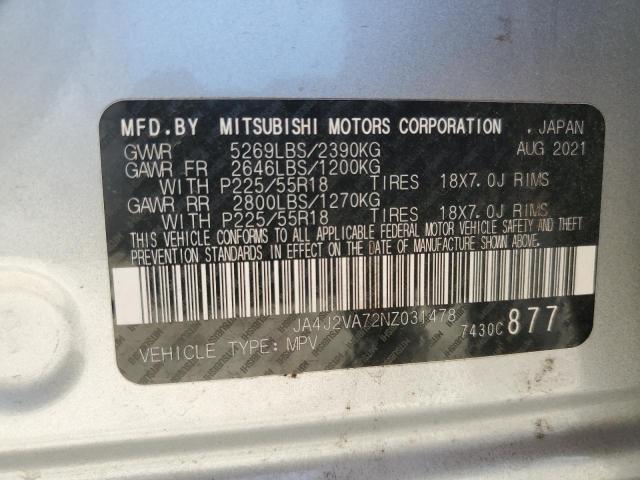 MFD.BY MITSUBISHI MOTORS CORPORATION . JAPAN
GVWR 5269LBS/2390KG AUG 2021
GAWR FR 2646LBS/1200KG
WITH P225/55R18 TIRES 18X7.0J RIMS
GAWR RR 2800LBS/1270KG
WITH P225/55R18 TIRES 18X7.0J RIMS
THIS VEHICLE CONFORMS TO ALL APPLICABLE FEDERAL MOTOR VEHICLE SAFETY AND THEFT
PREVENTION STANDARDS IN EFFECT ON THE DATE OF MANUFACTURE SHOWN ABOVE.
JA4J2VA72NZ031478
7430C 877
VEHICLE TYPE: MPV